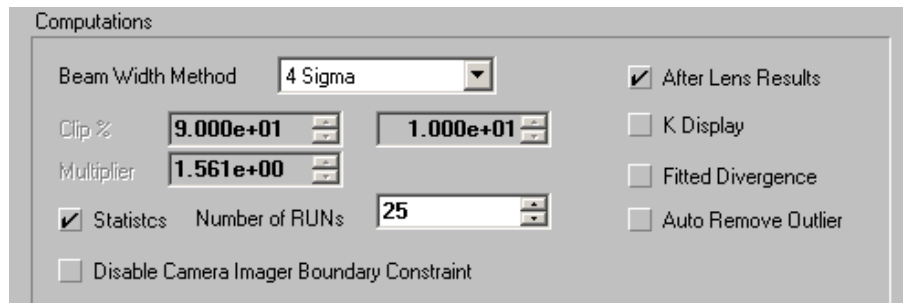 Computations
Beam Width Method 4 Sigma After Lens Results
Clip % 9.000e+01 1.000e+01 K Display
Multiplier 1.561e+00 Fitted Divergence
Statistcs Number of RUNs 25 Auto Remove Outlier
Disable Camera Imager Boundary Constraint